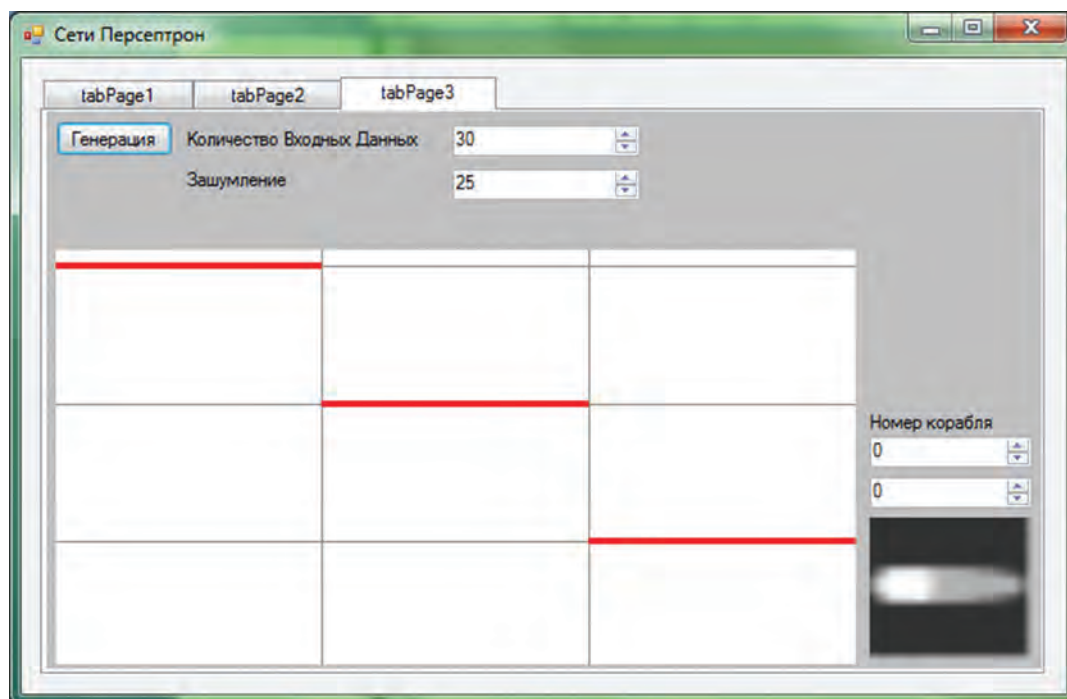 Сети Персептрон
tabPage1 tabPage2 tabPage3
Генерация Количество Входных Данных 30
Зашумление 25
Номер корабля
0
0